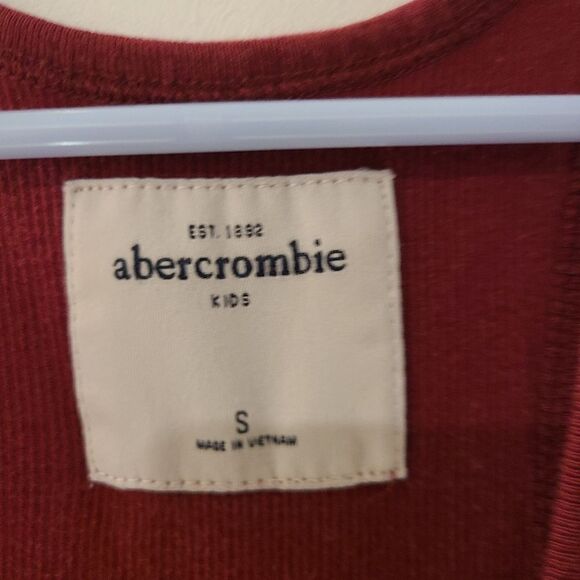 EST. 1892
abercrombie
KIDS
S
MADE IN VIETNAM